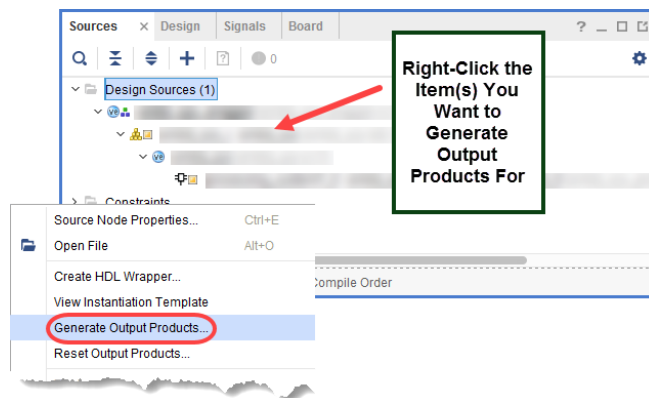 Sources × Design Signals Board ? _
0
Design Sources (1)
Constraints
Right-Click the
Item(s) You
Want to
Generate
Output
Products For
Compile Order
Source Node Properties... Ctrl+E
Open File Alt+O
Create HDL Wrapper...
View Instantiation Template
Generate Output Products...
Reset Output Products...